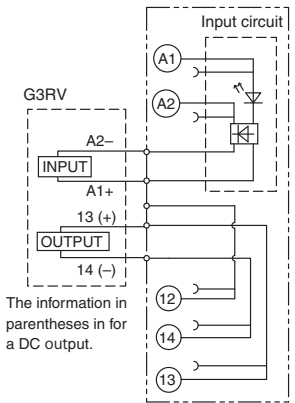 Input circuit
A1
A2
G3RV
A2–
INPUT
A1+
13 (+)
OUTPUT
14 (–)
12
14
13
The information in
parentheses in for
a DC output.